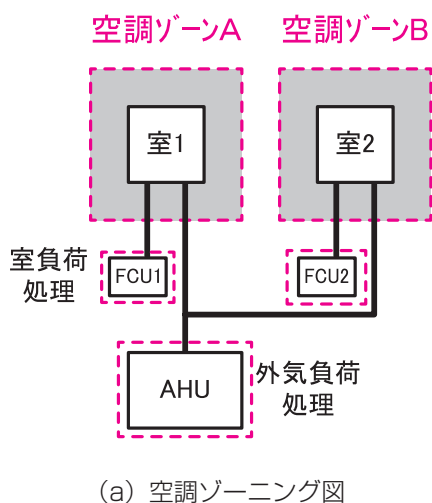 空調ゾーンA
空調ゾーンB
室1
室2
室負荷
処理
FCU1
FCU2
AHU
外気負荷
処理
(a) 空調ゾーニング図